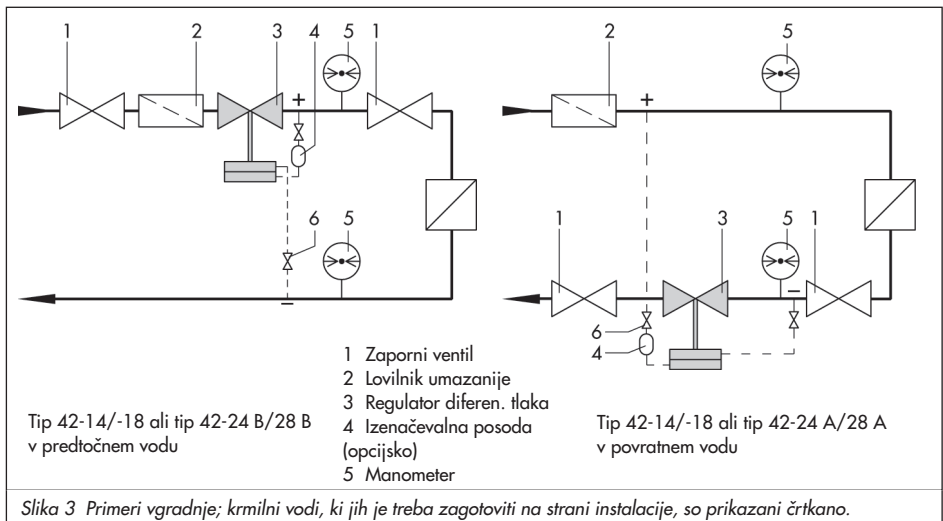 1 2 3 4 5 1
+
6 5
–
Tip 42-14/-18 ali tip 42-24 B/28 B
v predtočnem vodu
1 Zaporni ventil
2 Lovilnik umazanije
3 Regulator diferen. tlaka
4 Izenačevalna posoda
(opcijsko)
5 Manometer
2 5
+
1 3 5 1
–
6
4
Tip 42-14/-18 ali tip 42-24 A/28 A
v povratnem vodu
Slika 3 Primeri vgradnje; krmilni vodi, ki jih je treba zagotoviti na strani instalacije, so prikazani črtkano.